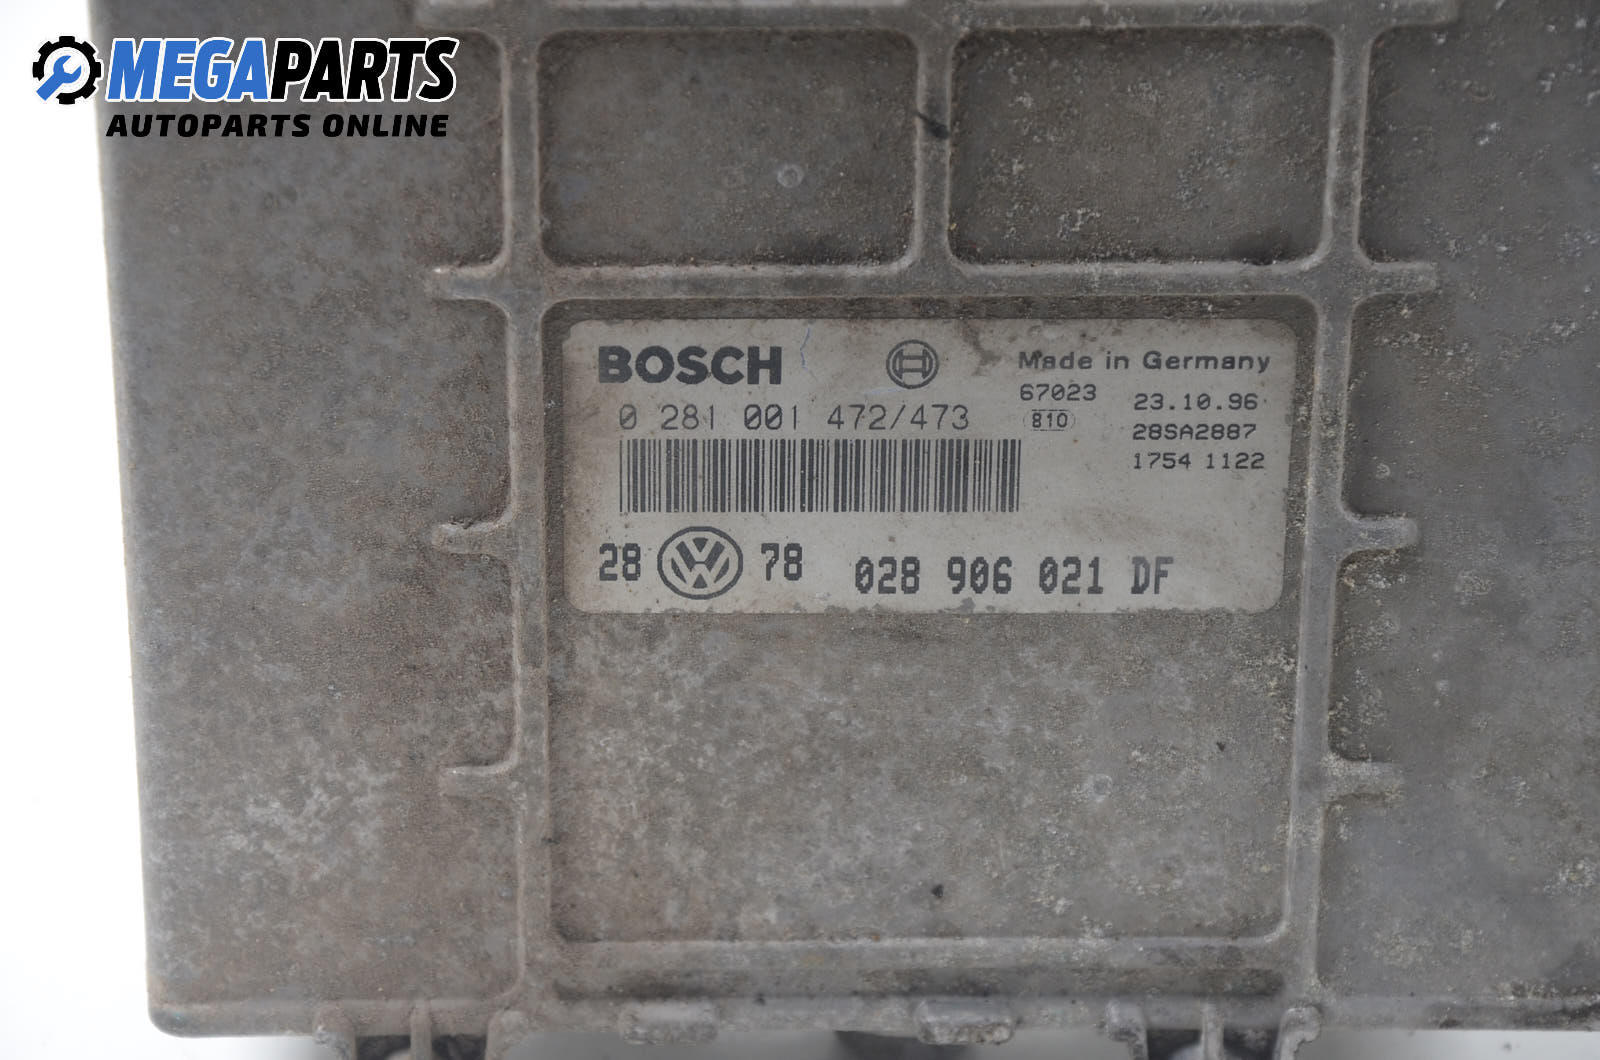 MEGAPARTS
AUTOPARTS ONLINE
BOSCH
Made in Germany
0 281 001 472/473
67023
810
23.10.96
28SA2887
1754 1122
28 VW 78 028 906 021 DF